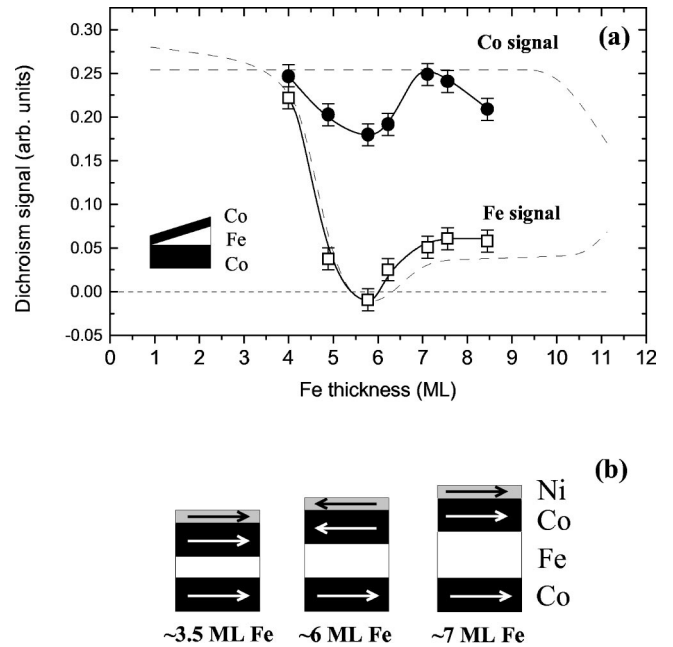 (a)
Co signal
Fe signal
Dichroism signal (arb. units)
0.30
0.25
0.20
0.15
0.10
0.05
0.00
-0.05
Co
Fe
Co
0 1 2 3 4 5 6 7 8 9 10 11 12
Fe thickness (ML)
(b)
Ni
Co
Fe
Co
~3.5 ML Fe ~6 ML Fe ~7 ML Fe